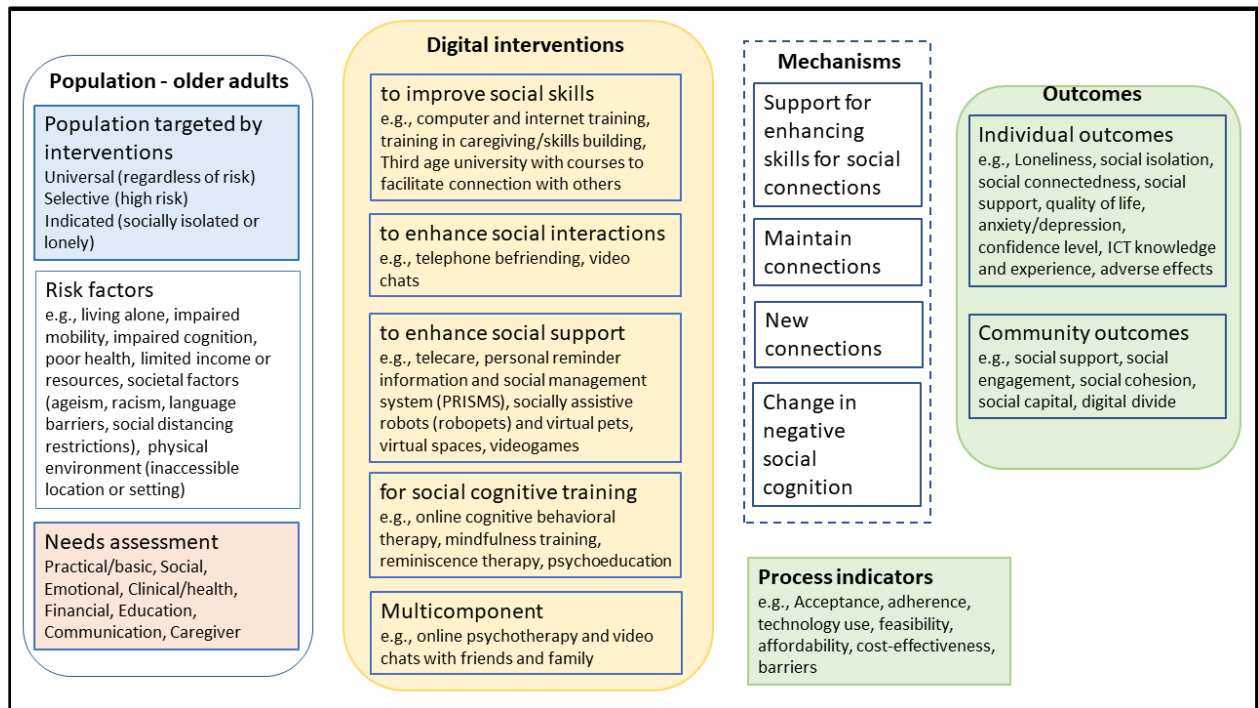 Population - older adults
Population targeted by
interventions
Universal (regardless of risk)
Selective (high risk)
Indicated (socially isolated or
lonely)
Risk factors
e.g., living alone, impaired
mobility, impaired cognition,
poor health, limited income or
resources, societal factors
(ageism, racism, language
barriers, social distancing
restrictions), physical
environment (inaccessible
location or setting)
Needs assessment
Practical/basic, Social,
Emotional, Clinical/health,
Financial, Education,
Communication, Caregiver
Digital interventions
to improve social skills
e.g., computer and internet training,
training in caregiving/skills building,
Third age university with courses to
facilitate connection with others
to enhance social interactions
e.g., telephone befriending, video
chats
to enhance social support
e.g., telecare, personal reminder
information and social management
system (PRISMS), socially assistive
robots (robopets) and virtual pets,
virtual spaces, videogames
for social cognitive training
e.g., online cognitive behavioral
therapy, mindfulness training,
reminiscence therapy, psychoeducation
Multicomponent
e.g., online psychotherapy and video
chats with friends and family
Mechanisms
Support for
enhancing
skills for social
connections
Maintain
connections
New
connections
Change in
negative
social
cognition
Process indicators
e.g., Acceptance, adherence,
technology use, feasibility,
affordability, cost-effectiveness,
barriers
Outcomes
Individual outcomes
e.g., Loneliness, social isolation,
social connectedness, social
support, quality of life,
anxiety/depression,
confidence level, ICT knowledge
and experience, adverse effects
Community outcomes
e.g., social support, social
engagement, social cohesion,
social capital, digital divide